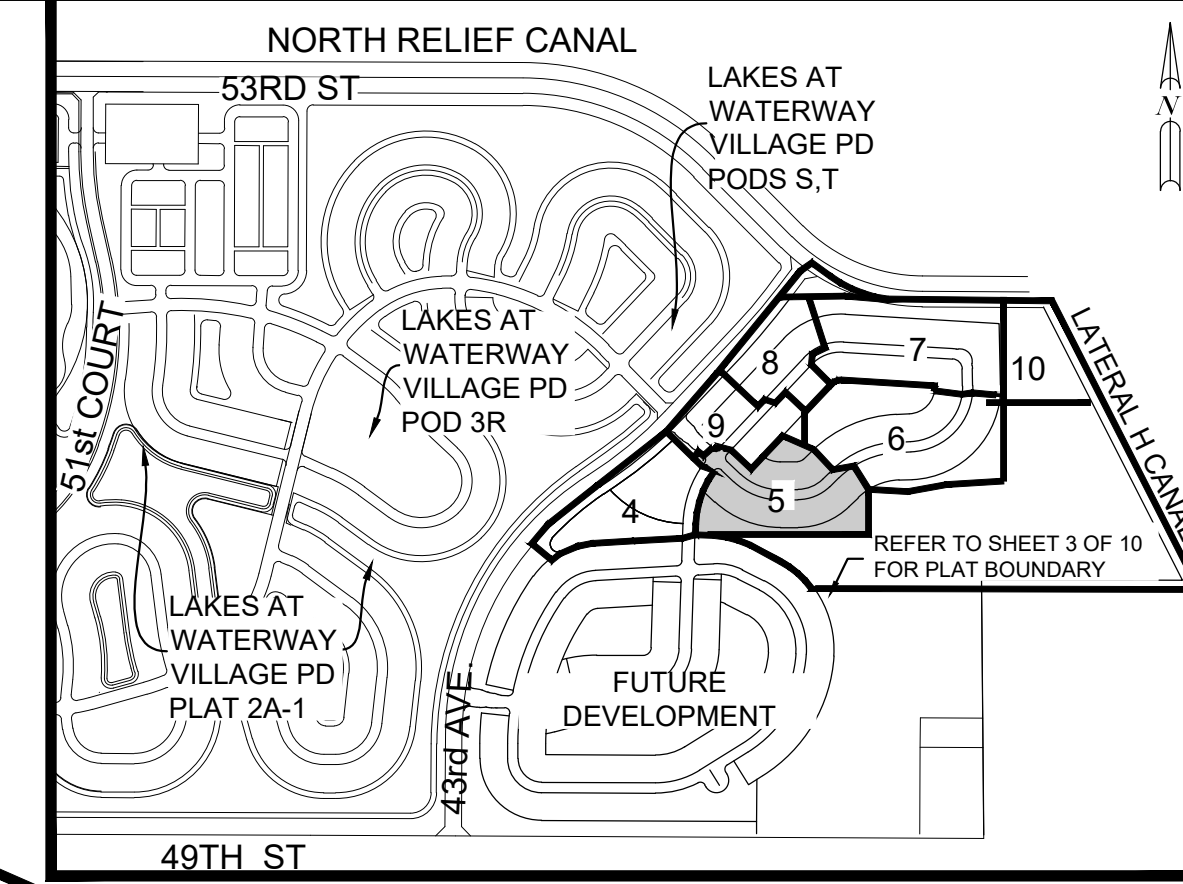 NORTH RELIEF CANAL
53RD ST
LAKES AT
WATERWAY
VILLAGE PD
PODS S,T
N
51st COURT
LAKES AT
WATERWAY
VILLAGE PD
POD 3R
8
7
10
9
6
5
4
LATERAL H CANAL
REFER TO SHEET 3 OF 10
FOR PLAT BOUNDARY
LAKES AT
WATERWAY
VILLAGE PD
PLAT 2A-1
43rd AVE.
FUTURE
DEVELOPMENT
49TH ST